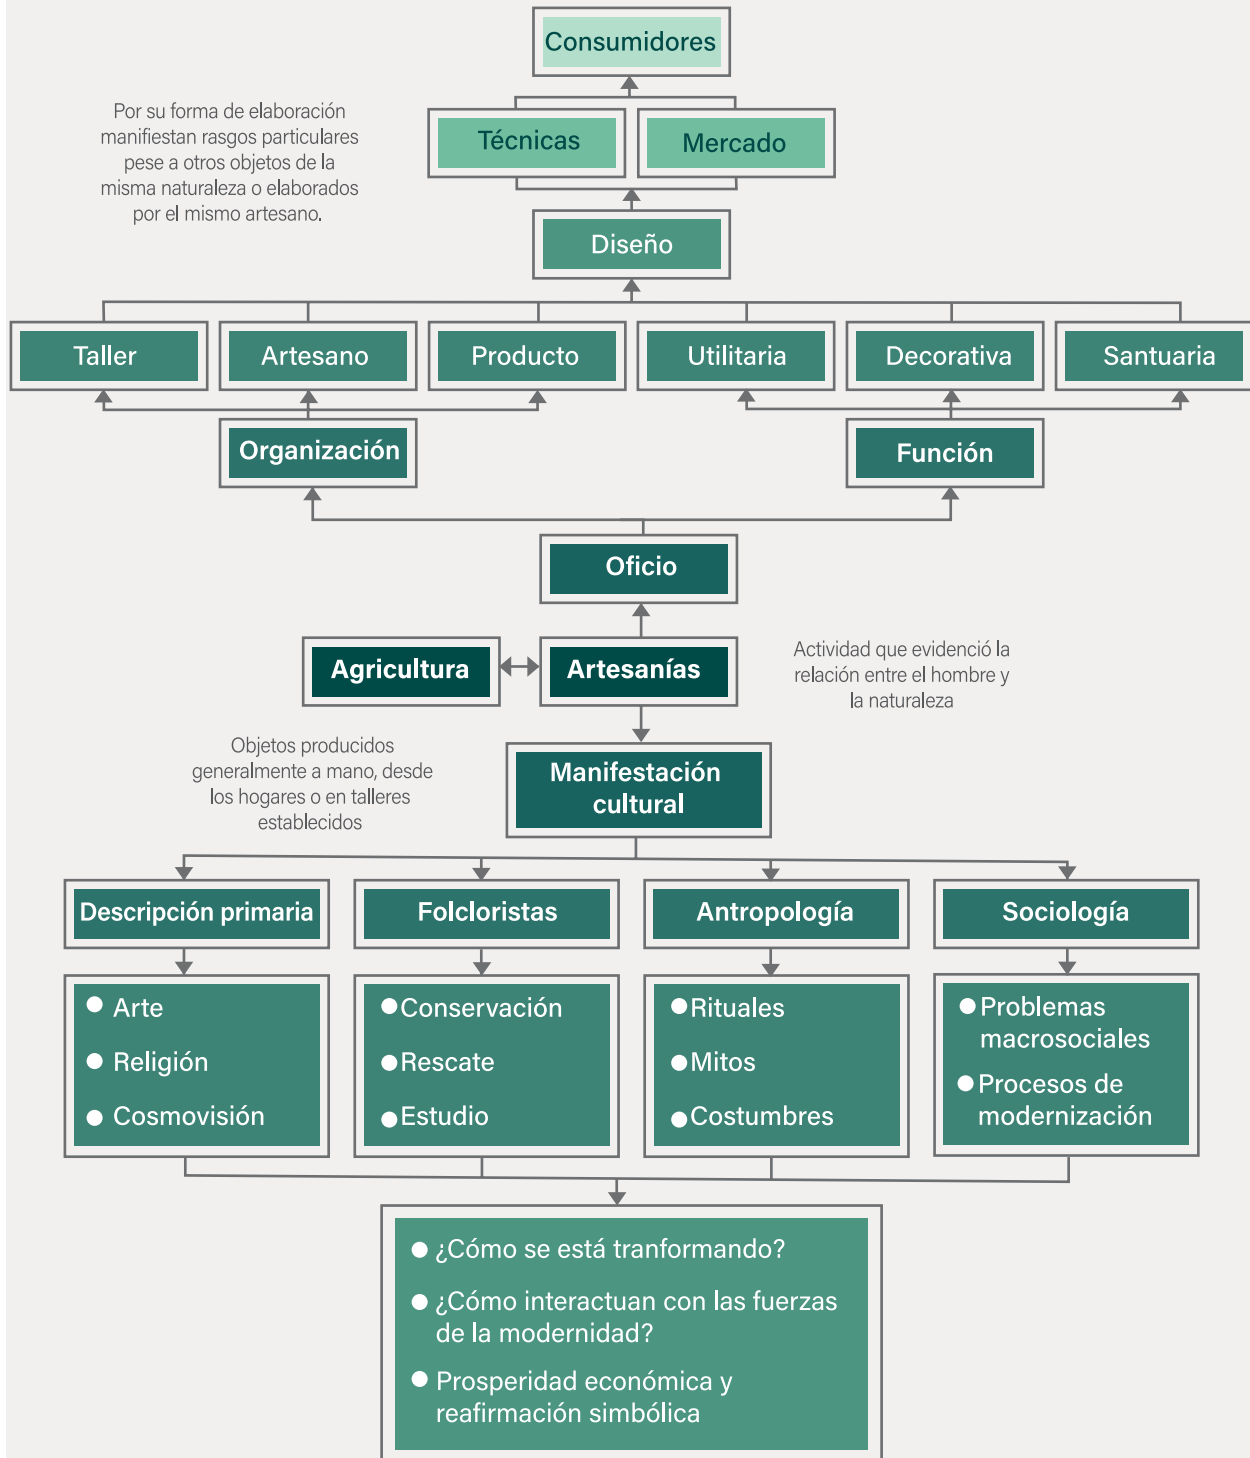 Consumidores
Por su forma de elaboración
manifiestan rasgos particulares
pese a otros objetos de la
misma naturaleza o elaborados
por el mismo artesano.
Técnicas
Mercado
Diseño
Taller
Artesano
Producto
Utilitaria
Decorativa
Santuaria
Organización
Función
Oficio
Agricultura
Artesanías
Actividad que evidenció la
relación entre el hombre y
la naturaleza
Objetos producidos
generalmente a mano, desde
los hogares o en talleres
establecidos
Manifestación
cultural
Descripción primaria
Folcloristas
Antropología
Sociología
Arte
Religión
Cosmovisión
Conservación
Rescate
Estudio
Rituales
Mitos
Costumbres
Problemas
macrosociales
Procesos de
modernización
¿Cómo se está tranformando?
¿Cómo interactuan con las fuerzas
de la modernidad?
Prosperidad económica y
reafirmación simbólica